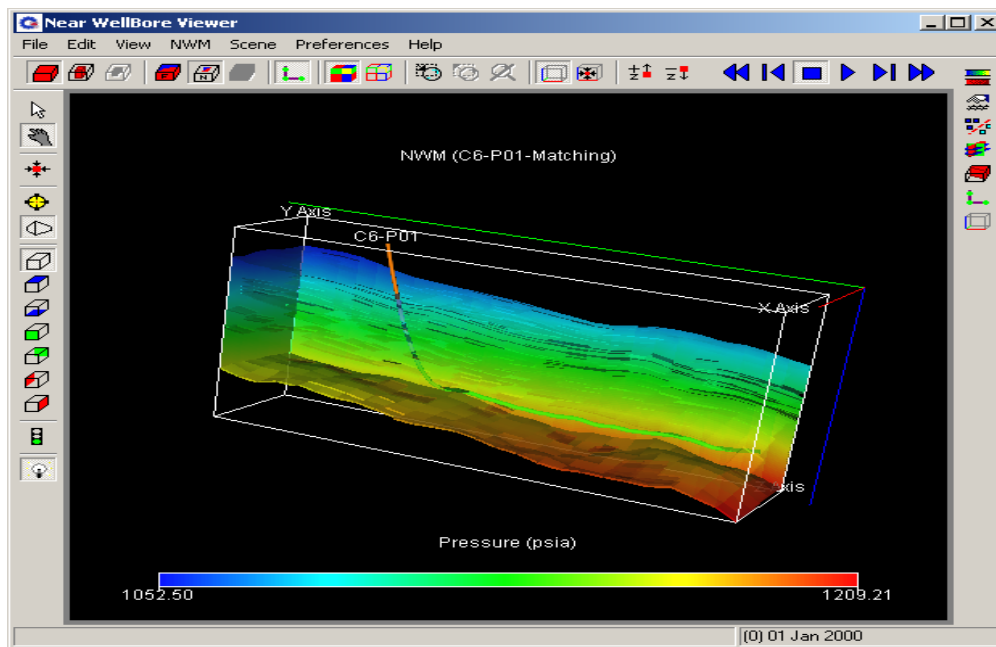 Near WellBore Viewer
File Edit View NWM Scene Preferences Help
NWM (C6-P01-Matching)
Y Axis
C6-P01
X Axis
xis
Pressure (psia)
1052.50
1209.21
(0) 01 Jan 2000